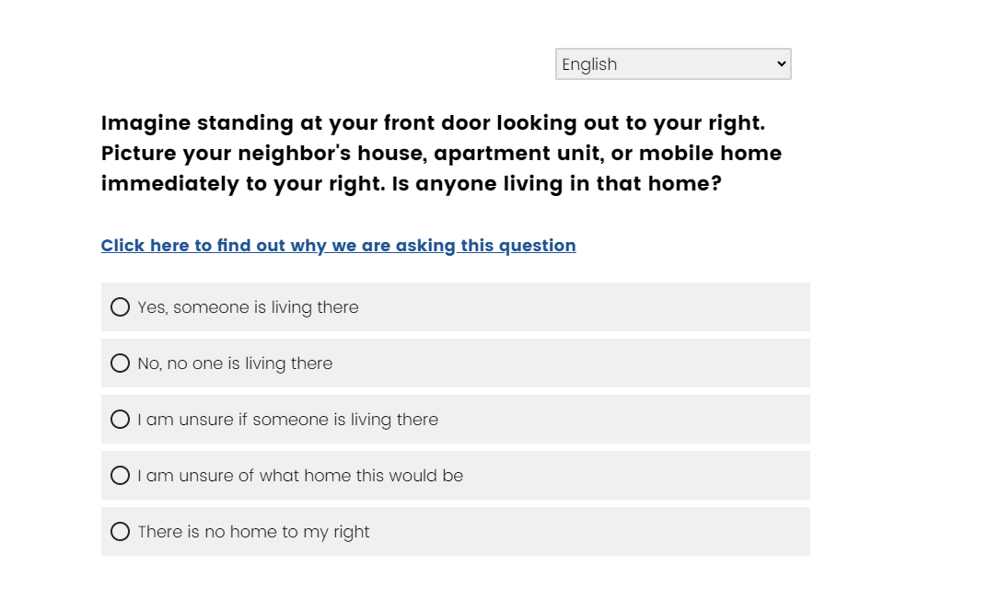 English
Imagine standing at your front door looking out to your right.
Picture your neighbor's house, apartment unit, or mobile home
immediately to your right. Is anyone living in that home?
Click here to find out why we are asking this question
Yes, someone is living there
No, no one is living there
I am unsure if someone is living there
I am unsure of what home this would be
There is no home to my right